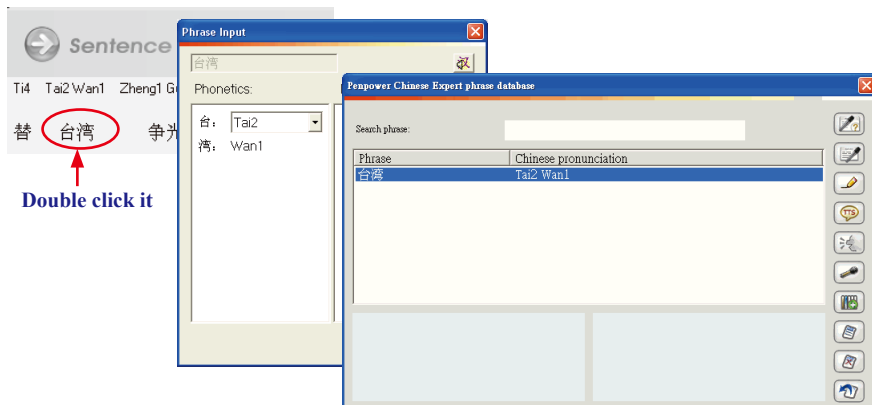 Sentence
Ti4 Tai2 Wan1 Zheng1 Gu
替 台湾 争光
Double click it
Phrase Input
台湾
Phonetics:
台: Tai2
湾: Wan1
Penpower Chinese Expert phrase database
Search phrase:
Phrase Chinese pronunciation
台湾 Tai2 Wan1
TTS